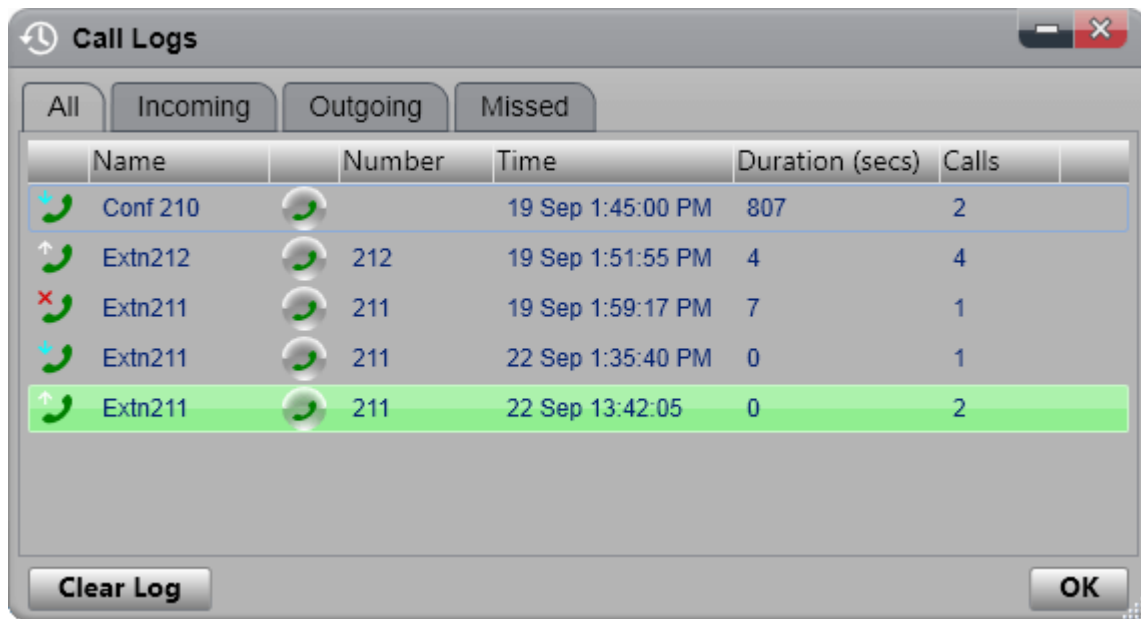 Call Logs
All Incoming Outgoing Missed
Name Number Time Duration (secs) Calls
Conf 210 19 Sep 1:45:00 PM 807 2
Extn212 212 19 Sep 1:51:55 PM 4 4
Extn211 211 19 Sep 1:59:17 PM 7 1
Extn211 211 22 Sep 1:35:40 PM 0 1
Extn211 211 22 Sep 13:42:05 0 2
Clear Log OK